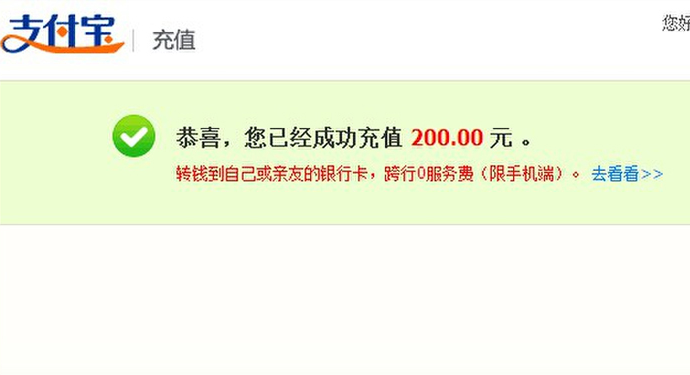 支付宝 | 充值
您好
恭喜，您已经成功充值 200.00 元 。
转钱到自己或亲友的银行卡，跨行0服务费（限手机端）。 去看看>>